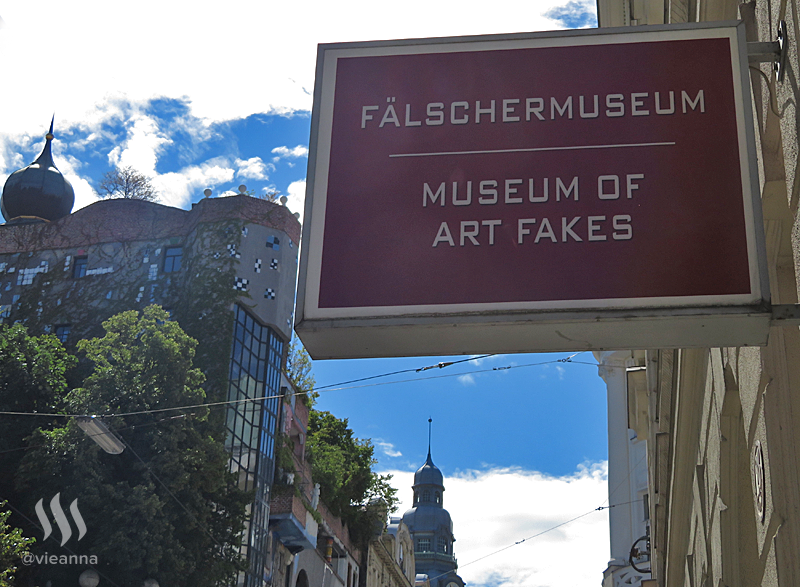 FÄLSCHERMUSEUM
MUSEUM OF
ART FAKES
@vieanna